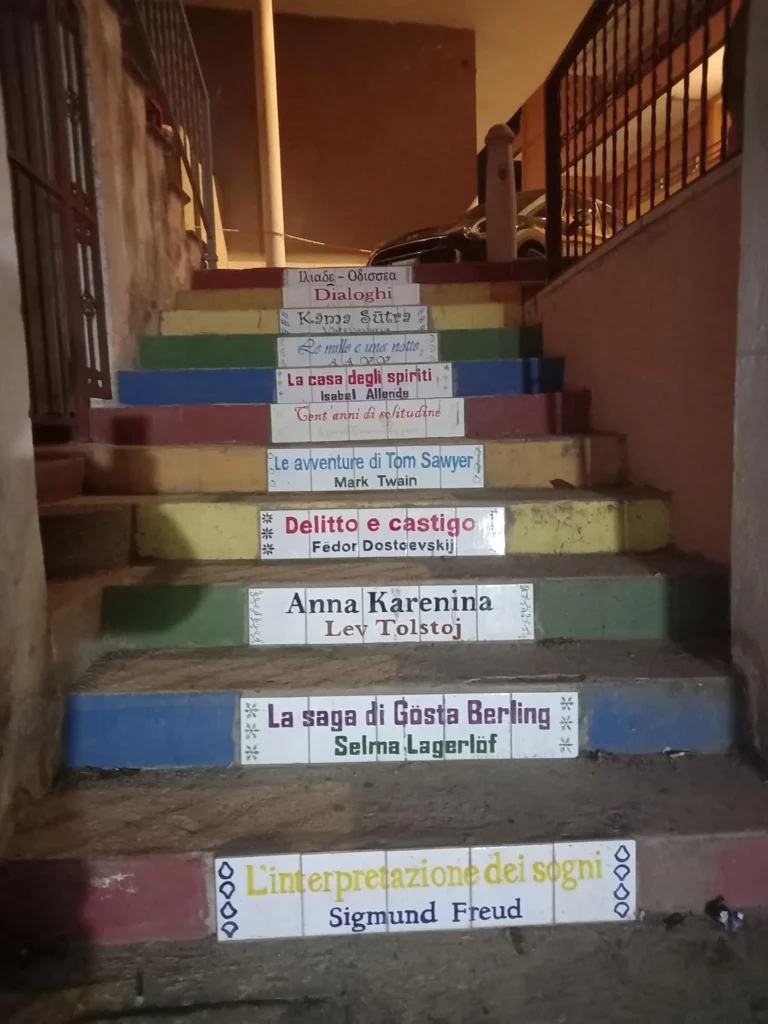 Iλιαδε - Oδισσεα
Dialoghi
Kama Sūtra
Le mille e una notte
A A V V
La casa degli spiriti
Isabel Allende
Cent'anni di solitudine
Le avventure di Tom Sawyer
Mark Twain
Delitto e castigo
Fëdor Dostoevskij
Anna Karenina
Lev Tolstoj
La saga di Gösta Berling
Selma Lagerlöf
L'interpretazione dei sogni
Sigmund Freud